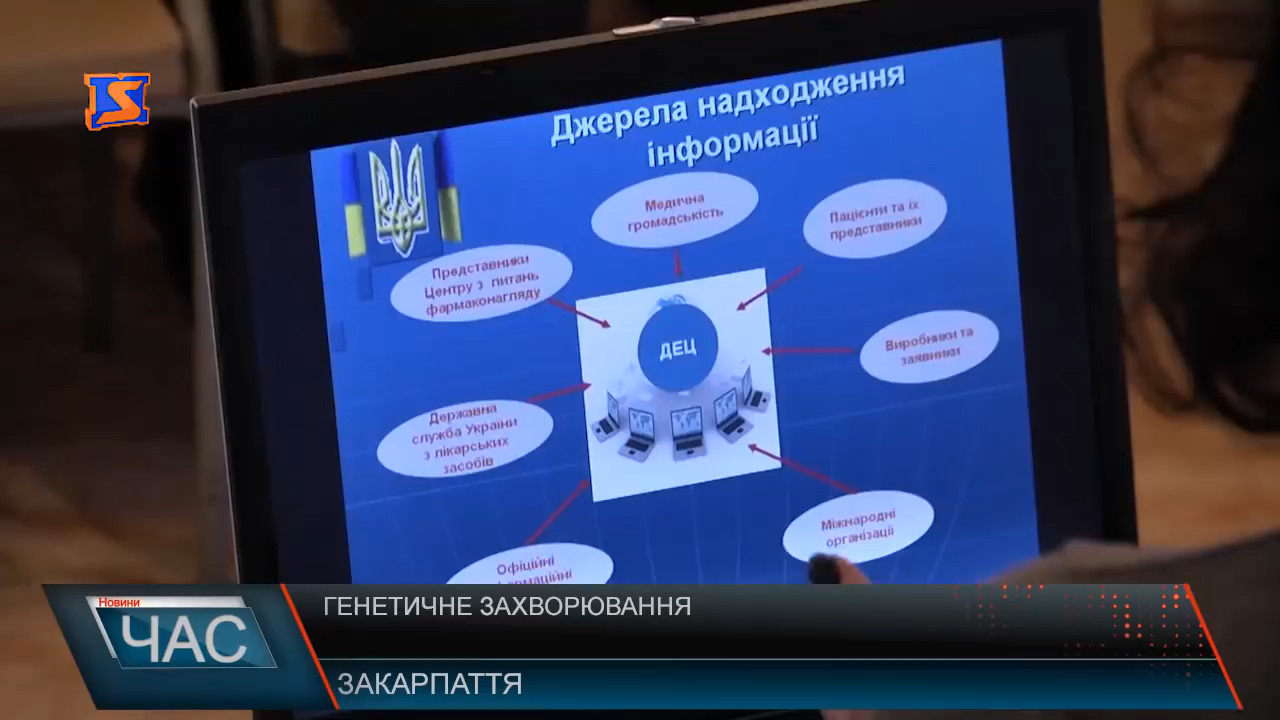 Джерела надходження
інформації
Медична
громадськість
Пацієнти та їх
представники
Представники
Центру з питань
фармаконагляду
ДЕЦ
Виробники та
заявники
Державна
служба України
з лікарських
засобів
Міжнародні
організації
Офіційні
Новини
ЧАС
ГЕНЕТИЧНЕ ЗАХВОРЮВАННЯ
ЗАКАРПАТТЯ